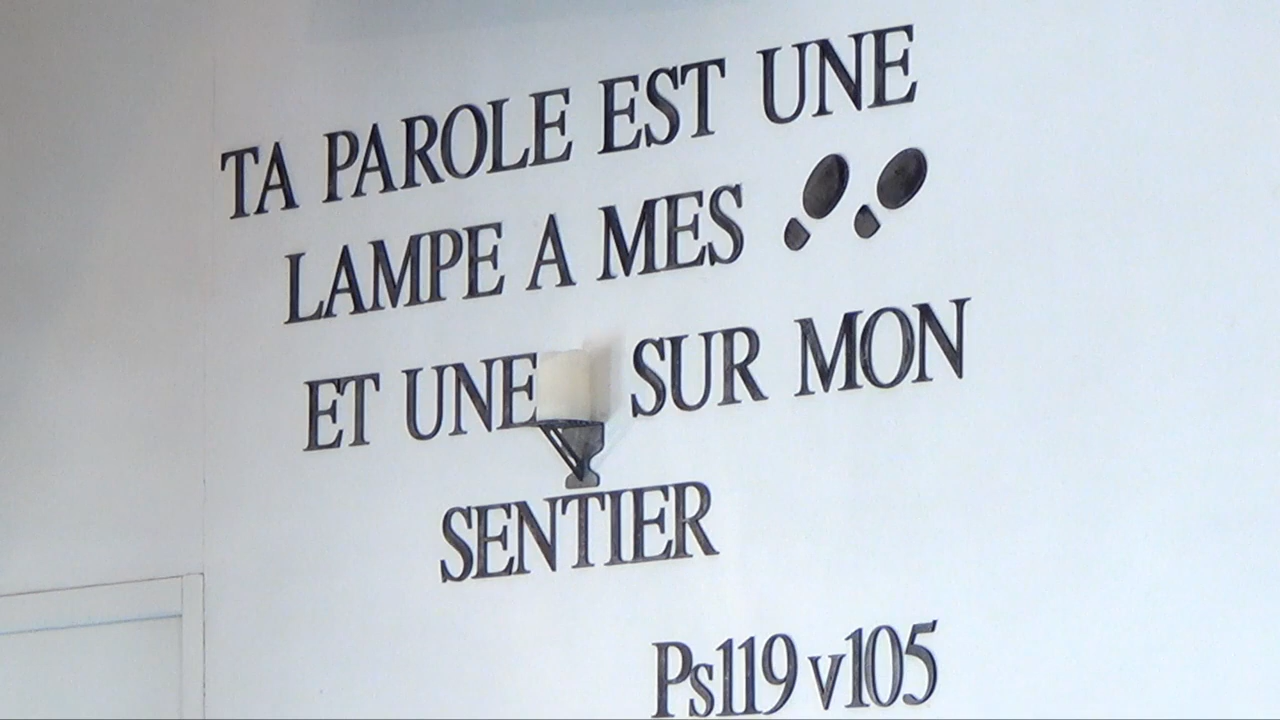 TA PAROLE EST UNE
LAMPE A MES
ET UNE SUR MON
SENTIER
Ps119 v105